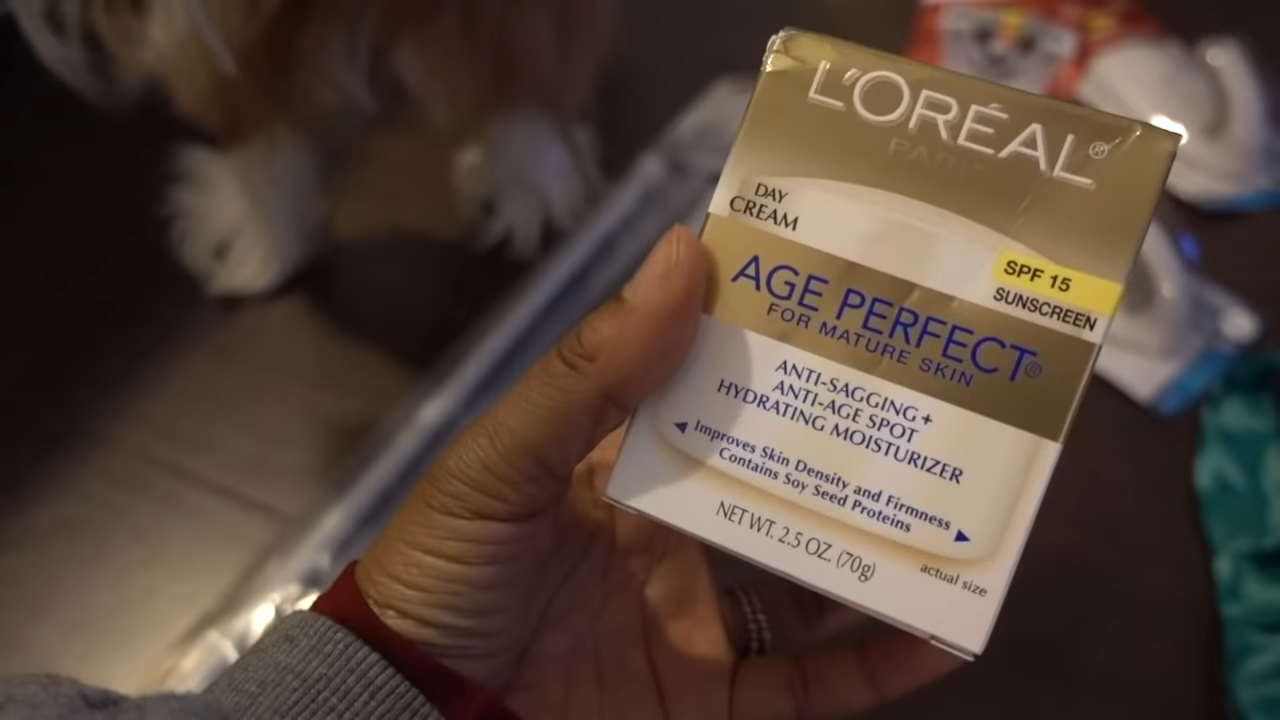 L'ORÉAL®
PARIS
DAY
CREAM
SPF 15
SUNSCREEN
AGE PERFECT®
FOR MATURE SKIN
ANTI-SAGGING+
ANTI-AGE SPOT
HYDRATING MOISTURIZER
Improves Skin Density and Firmness
Contains Soy Seed Proteins
NET WT. 2.5 OZ. (70g)
actual size